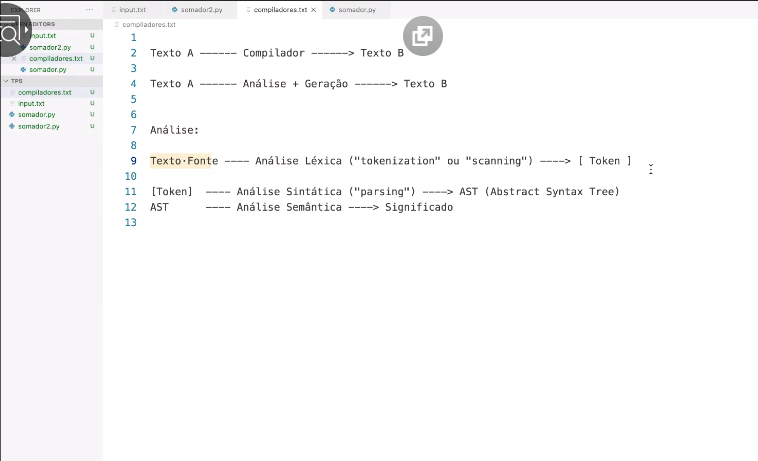 EXPLORER ···
EDITORS
input.txt U
somador2.py U
× compiladores.txt U
somador.py U
TPS
compiladores.txt U
input.txt U
somador.py U
somador2.py U
input.txt somador2.py compiladores.txt × somador.py
compiladores.txt
1
2 Texto A ------ Compilador ------> Texto B
3
4 Texto A ------ Análise + Geração ------> Texto B
5
6
7 Análise:
8
9 Texto·Fonte ---- Análise Léxica ("tokenization" ou "scanning") ----> [ Token ]
10
11 [Token] ---- Análise Sintática ("parsing") ----> AST (Abstract Syntax Tree)
12 AST ---- Análise Semântica ----> Significado
13